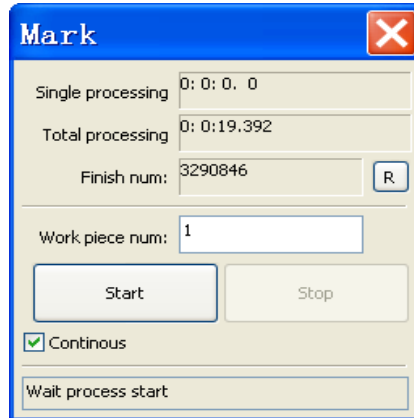 Mark
Single processing 0: 0: 0. 0
Total processing 0: 0:19.392
Finish num: 3290846 R
Work piece num: 1
Start Stop
Continous
Wait process start